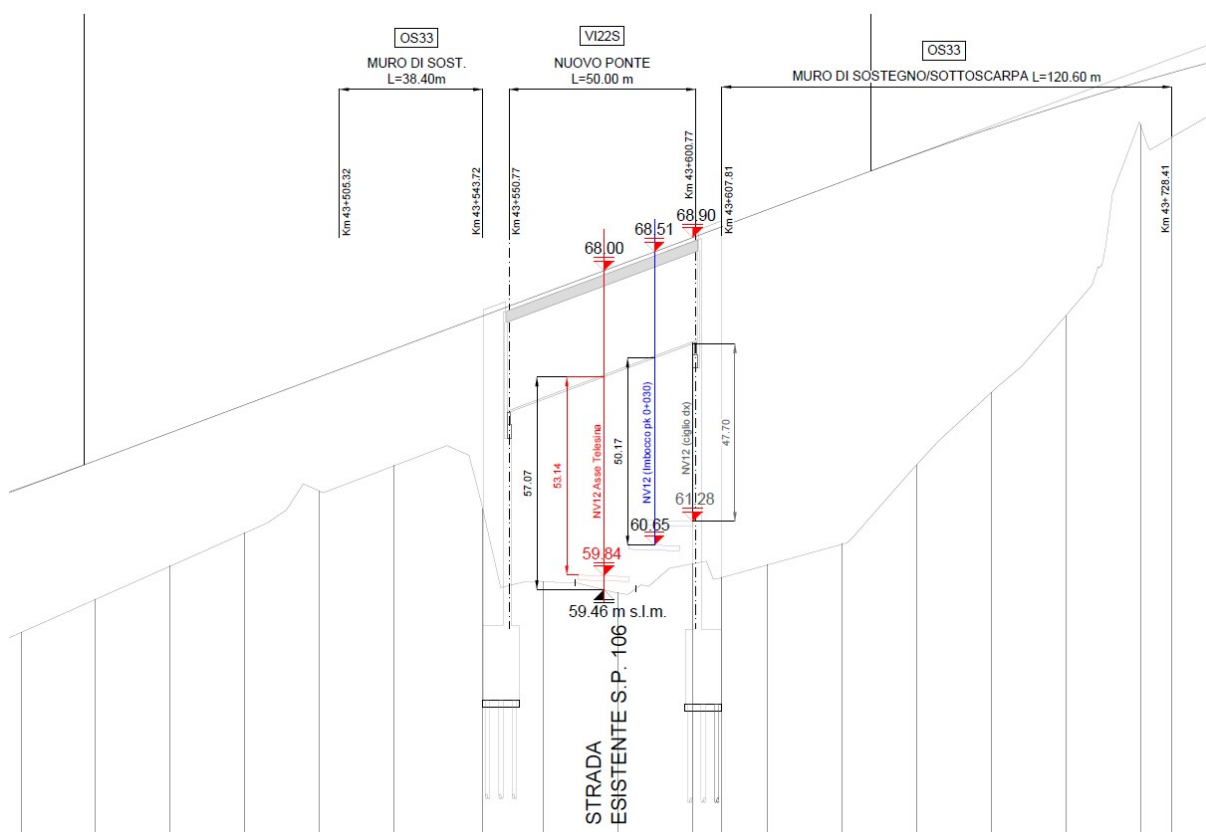 OS33
MURO DI SOST.
L=38.40m
VI22S
NUOVO PONTE
L=50.00 m
OS33
MURO DI SOSTEGNO/SOTTOSCARPA L=120.60 m
Km 43+505.32
Km 43+543.72
Km 43+550.77
Km 43+600.77
Km 43+607.81
Km 43+728.41
68.00
68.51
68.90
57.07
53.14
NV12 Asse Telesina
50.17
NV12 (Imbocco pk 0+030)
NV12 (ciglio dx)
47.70
61.28
60.65
59.84
59.46 m s.l.m.
STRADA
ESISTENTE S.P. 106